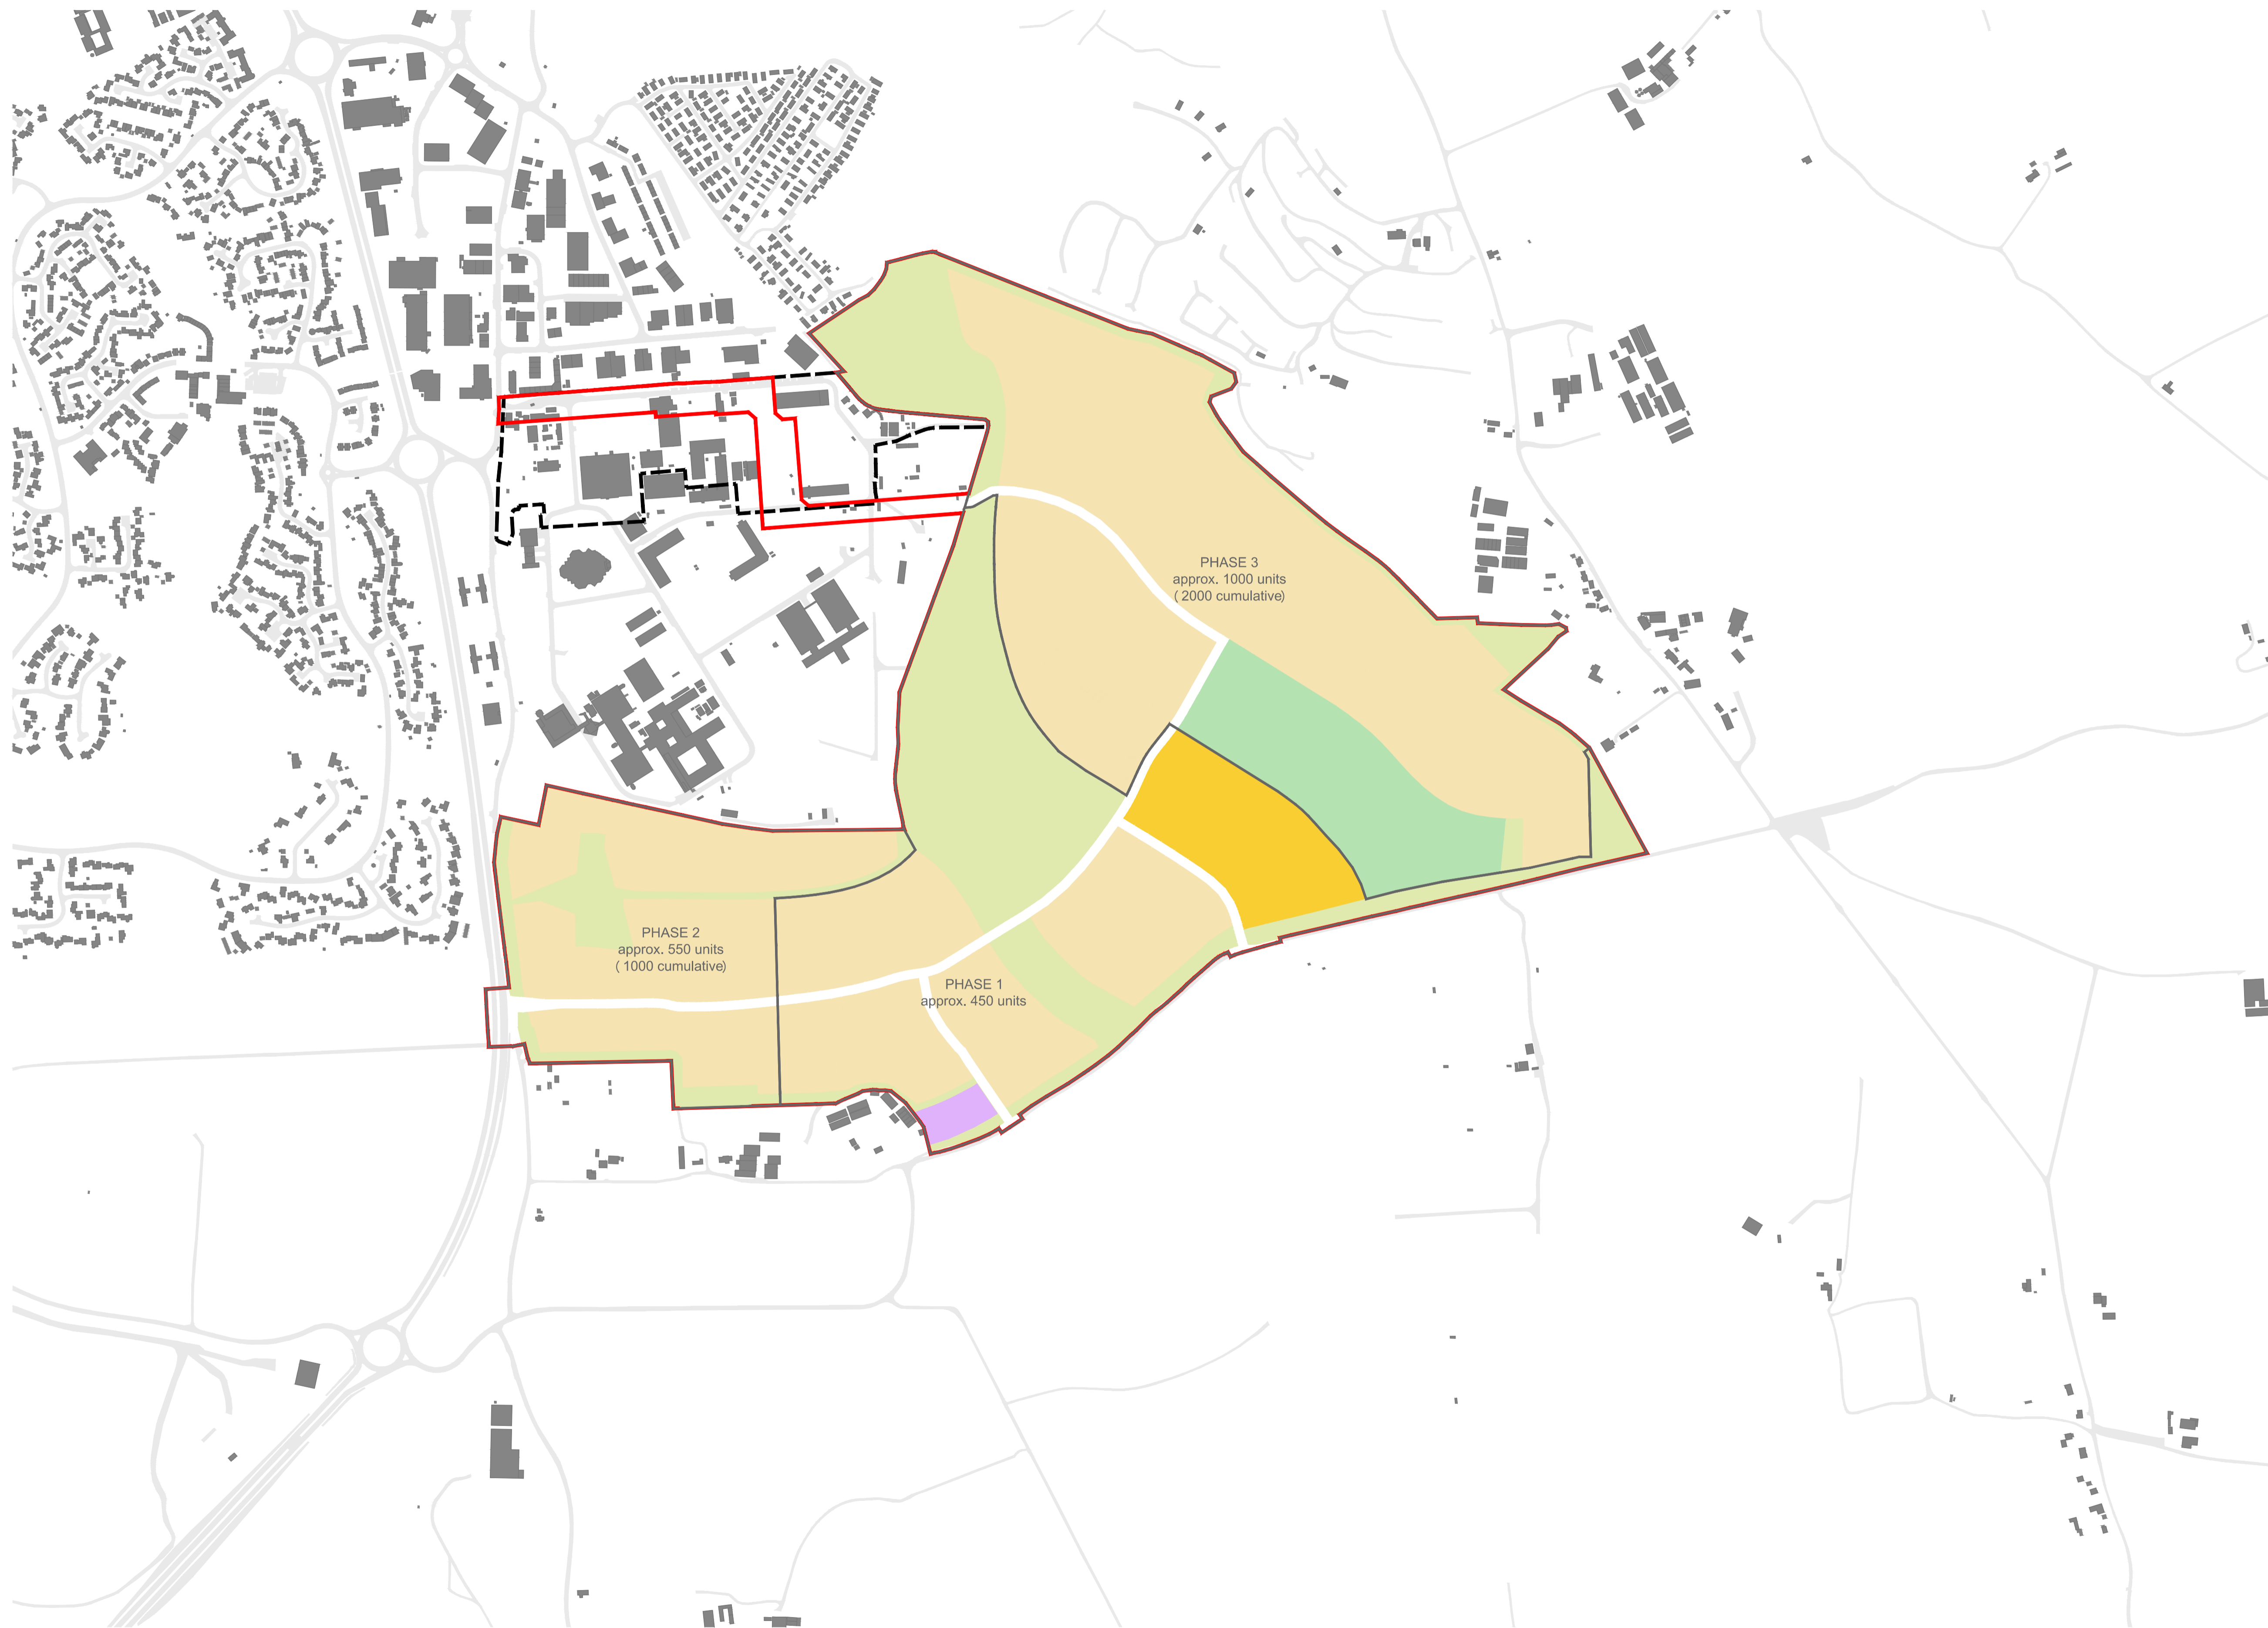 PHASE 3
approx. 1000 units
( 2000 cumulative)
PHASE 2
approx. 550 units
( 1000 cumulative)
PHASE 1
approx. 450 units